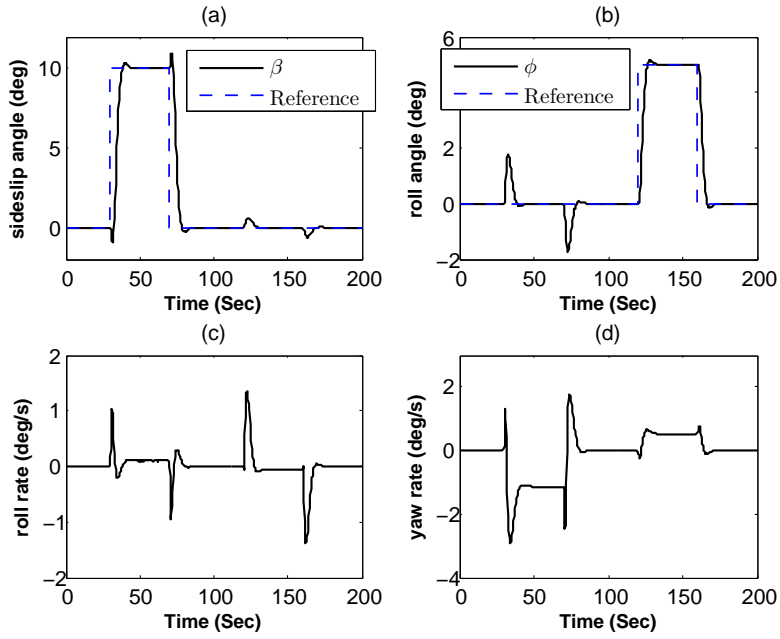 (a)
10
5
0
sideslip angle (deg)
β
Reference
0 50 100 150 200
Time (Sec)
(b)
6
2
0
−2
roll angle (deg)
ϕ
Reference
0 50 100 150 200
Time (Sec)
(c)
2
1
0
−1
−2
roll rate (deg/s)
0 50 100 150 200
Time (Sec)
(d)
2
0
−2
−4
yaw rate (deg/s)
0 50 100 150 200
Time (Sec)